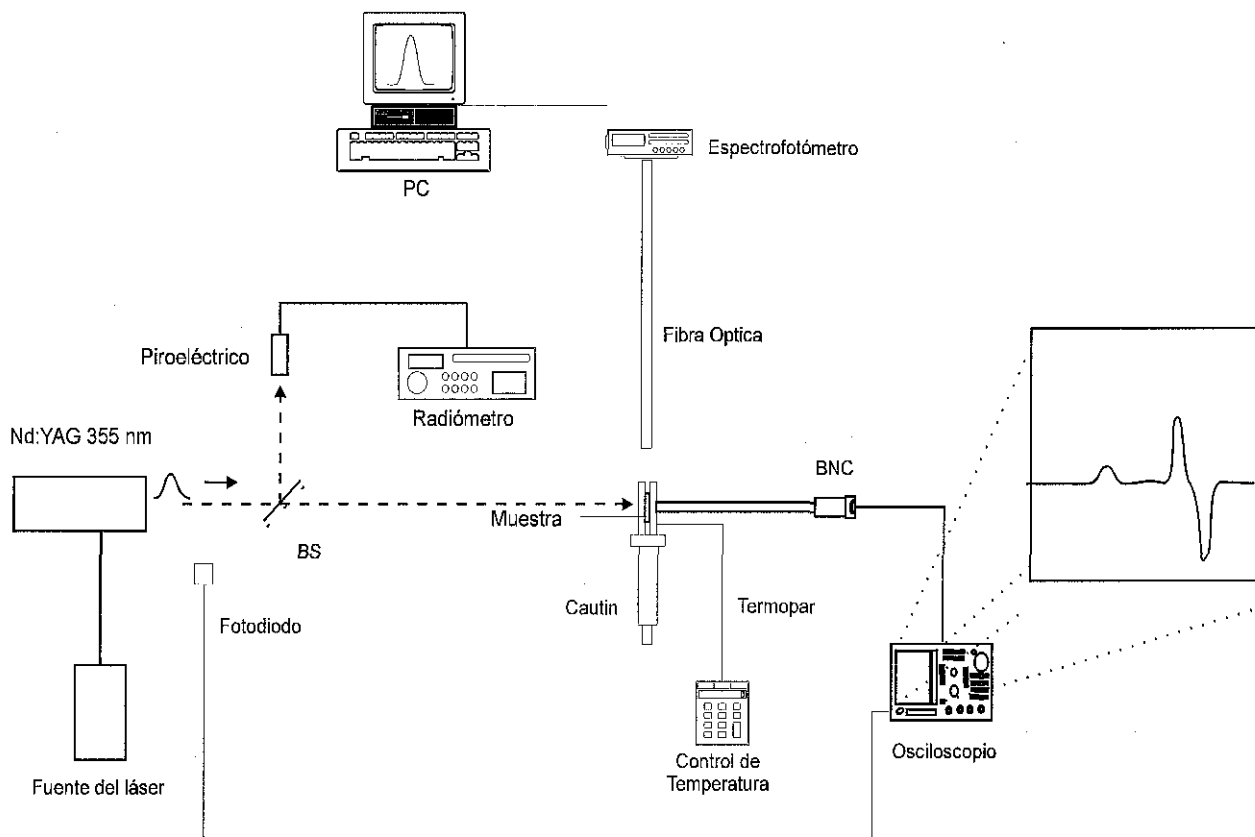 PC
Espectrofotómetro
Fibra Optica
Piroeléctrico
Radiómetro
Nd:YAG 355 nm
BNC
Muestra
BS
Fotodiodo
Cautin
Termopar
Osciloscopio
Control de
Temperatura
Fuente del láser